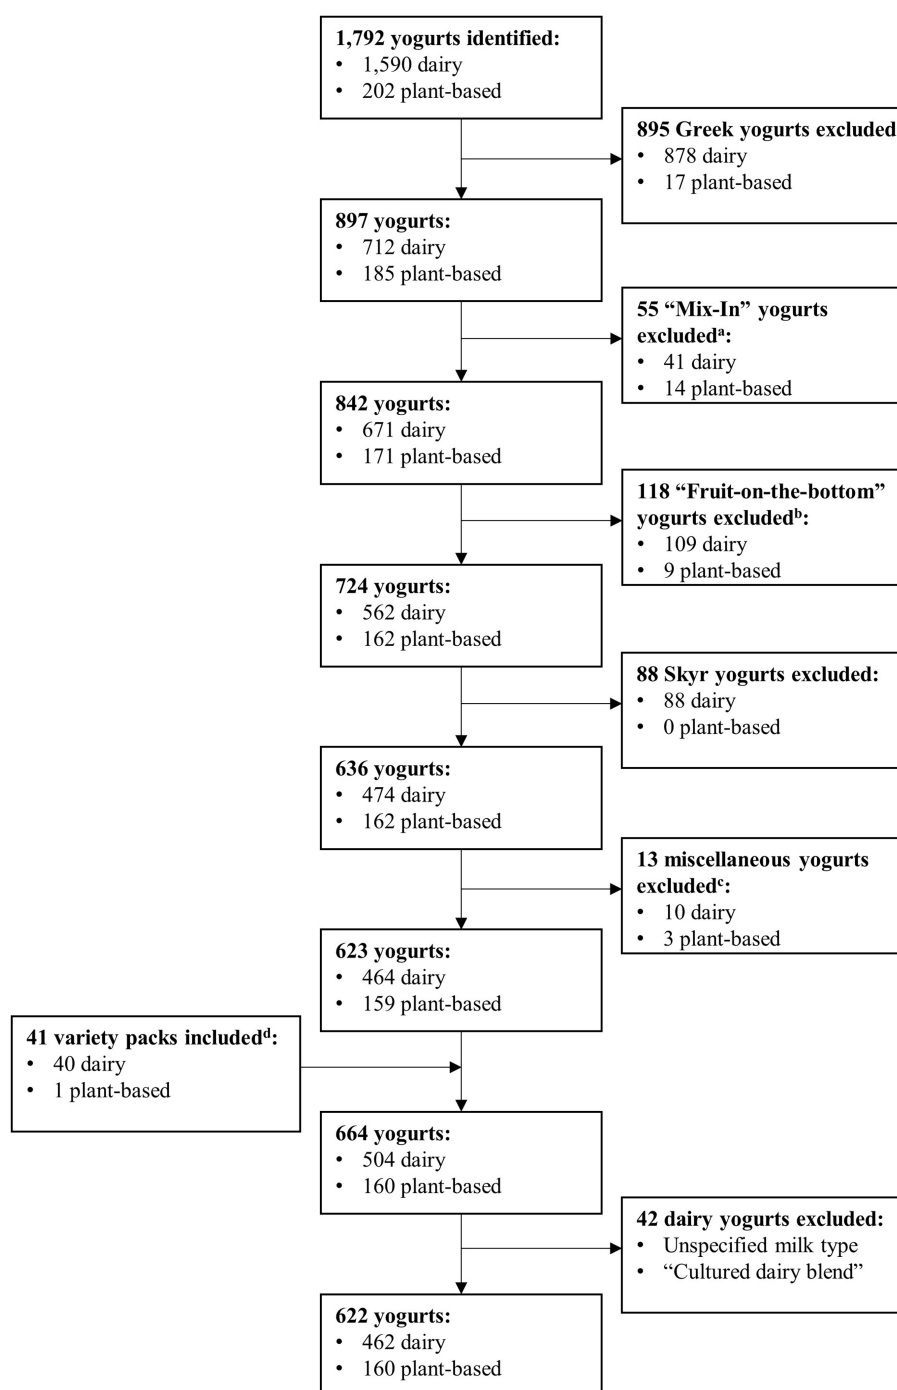 1,792 yogurts identified:
• 1,590 dairy
• 202 plant-based
895 Greek yogurts excluded
• 878 dairy
• 17 plant-based
897 yogurts:
• 712 dairy
• 185 plant-based
55 “Mix-In” yogurts
excludedᵃ:
• 41 dairy
• 14 plant-based
842 yogurts:
• 671 dairy
• 171 plant-based
118 “Fruit-on-the-bottom”
yogurts excludedᵇ:
• 109 dairy
• 9 plant-based
724 yogurts:
• 562 dairy
• 162 plant-based
88 Skyr yogurts excluded:
• 88 dairy
• 0 plant-based
636 yogurts:
• 474 dairy
• 162 plant-based
13 miscellaneous yogurts
excludedᶜ:
• 10 dairy
• 3 plant-based
623 yogurts:
• 464 dairy
• 159 plant-based
41 variety packs includedᵈ:
• 40 dairy
• 1 plant-based
664 yogurts:
• 504 dairy
• 160 plant-based
42 dairy yogurts excluded:
• Unspecified milk type
• “Cultured dairy blend”
622 yogurts:
• 462 dairy
• 160 plant-based